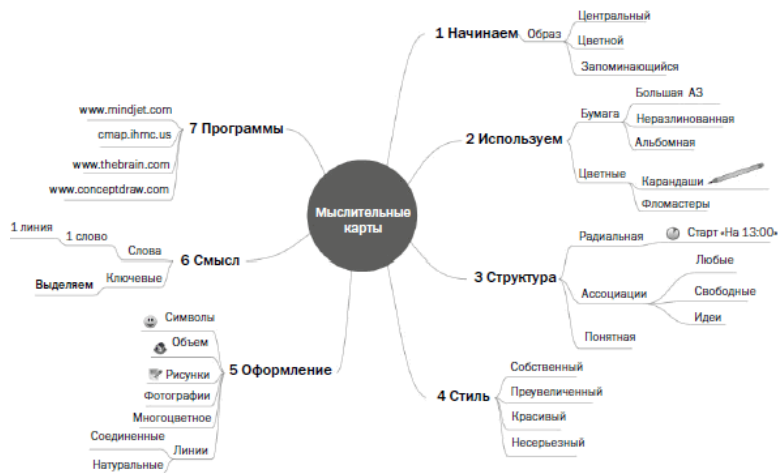 Мыслительные
карты
1 Начинаем
Образ
Центральный
Цветной
Запоминающийся
2 Используем
Бумага
Большая А3
Неразлинованная
Альбомная
Цветные
Карандаши
Фломастеры
3 Структура
Радиальная
Старт «На 13:00»
Ассоциации
Любые
Свободные
Идеи
Понятная
4 Стиль
Собственный
Преувеличенный
Красивый
Несерьезный
5 Оформление
Символы
Объем
Рисунки
Фотографии
Многоцветное
Линии
Соединенные
Натуральные
6 Смысл
Слова
1 слово
1 линия
Ключевые
Выделяем
7 Программы
www.mindjet.com
cmap.ihmc.us
www.thebrain.com
www.conceptdraw.com